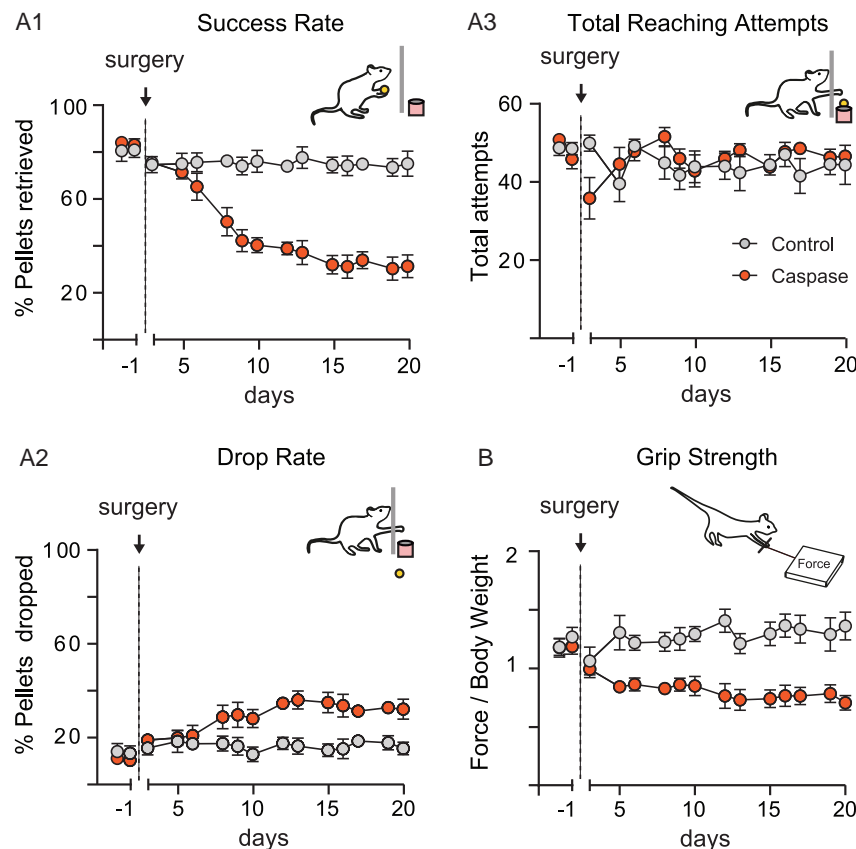 A1
Success Rate
surgery
% Pellets retrieved
100
60
20
-1
5
10
15
20
days
A3
Total Reaching Attempts
surgery
Total attempts
60
40
20
Control
Caspase
-1
5
10
15
20
days
A2
Drop Rate
surgery
% Pellets dropped
100
60
20
-1
5
10
15
20
days
B
Grip Strength
surgery
Force
Force / Body Weight
2
1
0
-1
5
10
15
20
days